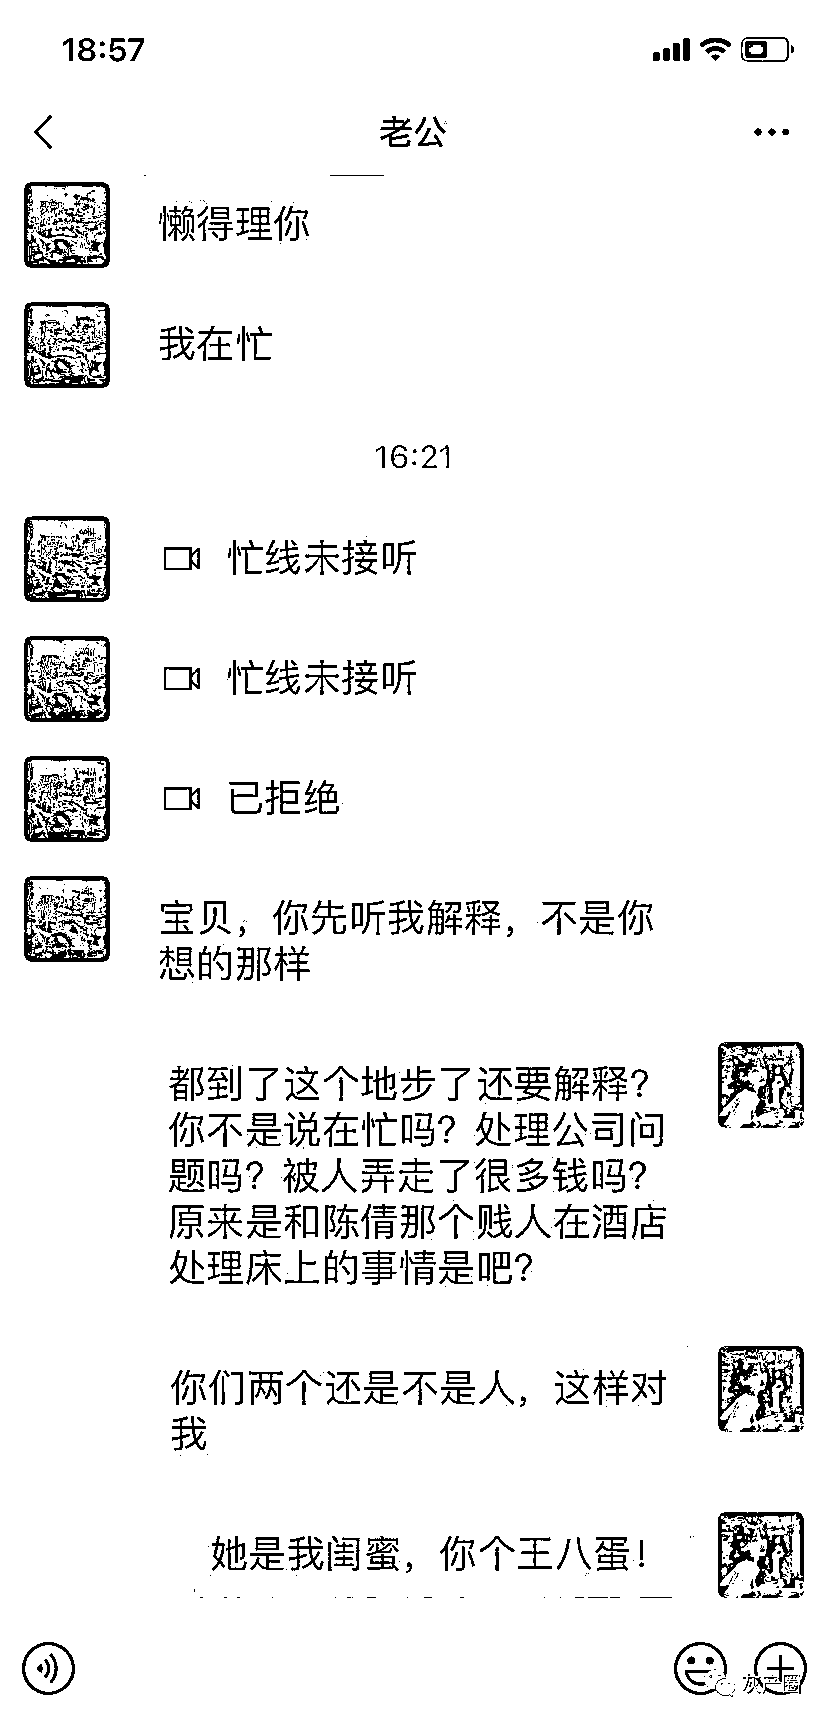 18:57
老公
懒得理你
我在忙
16:21
忙线未接听
忙线未接听
已拒绝
宝贝，你先听我解释，不是你
想的那样
都到了这个地步了还要解释？
你不是说在忙吗？处理公司问
题吗？被人弄走了很多钱吗？
原来是和陈倩那个贱人在酒店
处理床上的事情是吧？
你们两个还是不是人，这样对
我
她是我闺蜜，你个王八蛋！
灰产圈